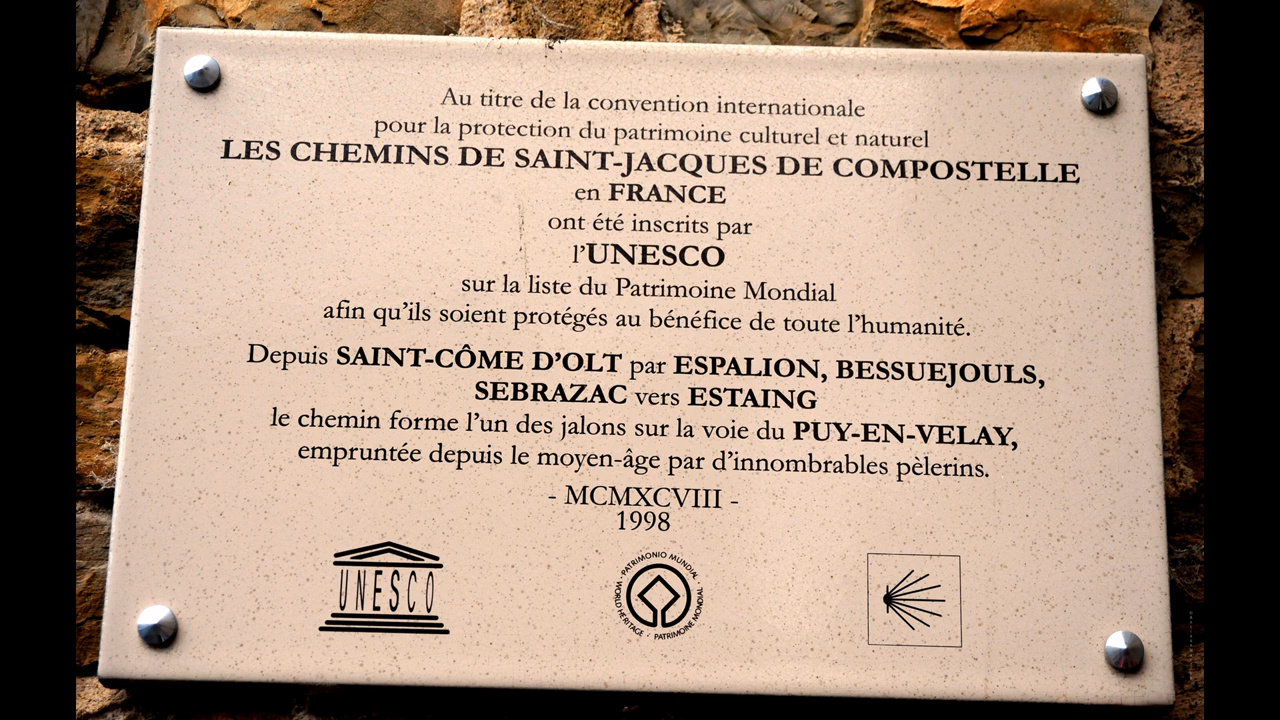 Au titre de la convention internationale
pour la protection du patrimoine culturel et naturel
LES CHEMINS DE SAINT-JACQUES DE COMPOSTELLE
en FRANCE
ont été inscrits par
l'UNESCO
sur la liste du Patrimoine Mondial
afin qu'ils soient protégés au bénéfice de toute l'humanité.
Depuis SAINT-CÔME D'OLT par ESPALION, BESSUEJOULS,
SEBRAZAC vers ESTAING
le chemin forme l'un des jalons sur la voie du PUY-EN-VELAY,
empruntée depuis le moyen-âge par d'innombrables pèlerins.
- MCMXCVIII -
1998
UNESCO
WORLD HERITAGE · PATRIMONIO MUNDIAL · PATRIMOINE MONDIAL